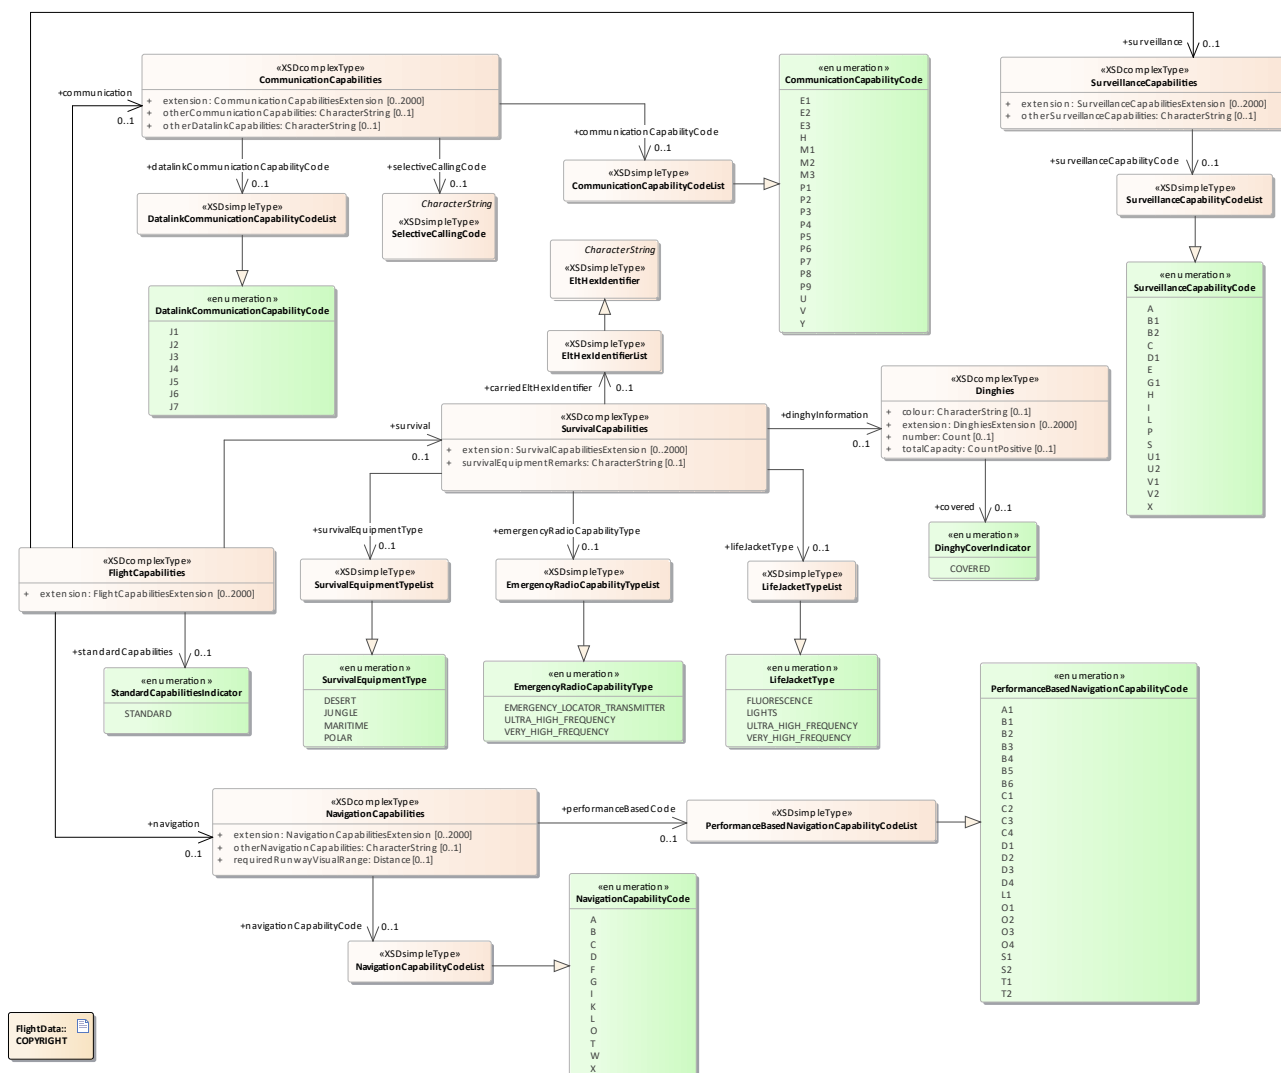 +surveillance
0..1
«XSDcomplexType»
CommunicationCapabilities
+ extension: CommunicationCapabilitiesExtension [0..2000]
+ otherCommunicationCapabilities: CharacterString [0..1]
+ otherDatalinkCapabilities: CharacterString [0..1]
+communication
0..1
«enumeration»
CommunicationCapabilityCode
E1
E2
E3
H
M1
M2
M3
P1
P2
P3
P4
P5
P6
P7
P8
P9
U
V
Y
«XSDcomplexType»
SurveillanceCapabilities
+ extension: SurveillanceCapabilitiesExtension [0..2000]
+ otherSurveillanceCapabilities: CharacterString [0..1]
+communicationCapabilityCode
0..1
+datalinkCommunicationCapabilityCode
0..1
+selectiveCallingCode
0..1
+surveillanceCapabilityCode
0..1
«XSDsimpleType»
CommunicationCapabilityCodeList
«XSDsimpleType»
SurveillanceCapabilityCodeList
«XSDsimpleType»
DatalinkCommunicationCapabilityCodeList
CharacterString
«XSDsimpleType»
SelectiveCallingCode
CharacterString
«XSDsimpleType»
EltHexIdentifier
«enumeration»
SurveillanceCapabilityCode
A
B1
B2
C
D1
E
G1
H
I
L
P
S
U1
U2
V1
V2
X
«enumeration»
DatalinkCommunicationCapabilityCode
J1
J2
J3
J4
J5
J6
J7
«XSDsimpleType»
EltHexIdentifierList
+carriedEltHexIdentifier
0..1
«XSDcomplexType»
Dinghies
+ colour: CharacterString [0..1]
+ extension: DinghiesExtension [0..2000]
+ number: Count [0..1]
+ totalCapacity: CountPositive [0..1]
+survival
0..1
«XSDcomplexType»
SurvivalCapabilities
+ extension: SurvivalCapabilitiesExtension [0..2000]
+ survivalEquipmentRemarks: CharacterString [0..1]
+dinghyInformation
0..1
+covered
0..1
«enumeration»
DinghyCoverIndicator
COVERED
+survivalEquipmentType
0..1
+emergencyRadioCapabilityType
0..1
+lifeJacketType
0..1
«XSDcomplexType»
FlightCapabilities
+ extension: FlightCapabilitiesExtension [0..2000]
«XSDsimpleType»
SurvivalEquipmentTypeList
«XSDsimpleType»
EmergencyRadioCapabilityTypeList
«XSDsimpleType»
LifeJacketTypeList
+standardCapabilities
0..1
«enumeration»
StandardCapabilitiesIndicator
STANDARD
«enumeration»
SurvivalEquipmentType
DESERT
JUNGLE
MARITIME
POLAR
«enumeration»
EmergencyRadioCapabilityType
EMERGENCY_LOCATOR_TRANSMITTER
ULTRA_HIGH_FREQUENCY
VERY_HIGH_FREQUENCY
«enumeration»
LifeJacketType
FLUORESCENCE
LIGHTS
ULTRA_HIGH_FREQUENCY
VERY_HIGH_FREQUENCY
«enumeration»
PerformanceBasedNavigationCapabilityCode
A1
B1
B2
B3
B4
B5
B6
C1
C2
C3
C4
D1
D2
D3
D4
L1
O1
O2
O3
O4
S1
S2
T1
T2
+navigation
0..1
«XSDcomplexType»
NavigationCapabilities
+ extension: NavigationCapabilitiesExtension [0..2000]
+ otherNavigationCapabilities: CharacterString [0..1]
+ requiredRunwayVisualRange: Distance [0..1]
+performanceBasedCode
0..1
«XSDsimpleType»
PerformanceBasedNavigationCapabilityCodeList
+navigationCapabilityCode
0..1
«XSDsimpleType»
NavigationCapabilityCodeList
«enumeration»
NavigationCapabilityCode
A
B
C
D
F
G
I
K
L
O
T
W
X
FlightData::
COPYRIGHT